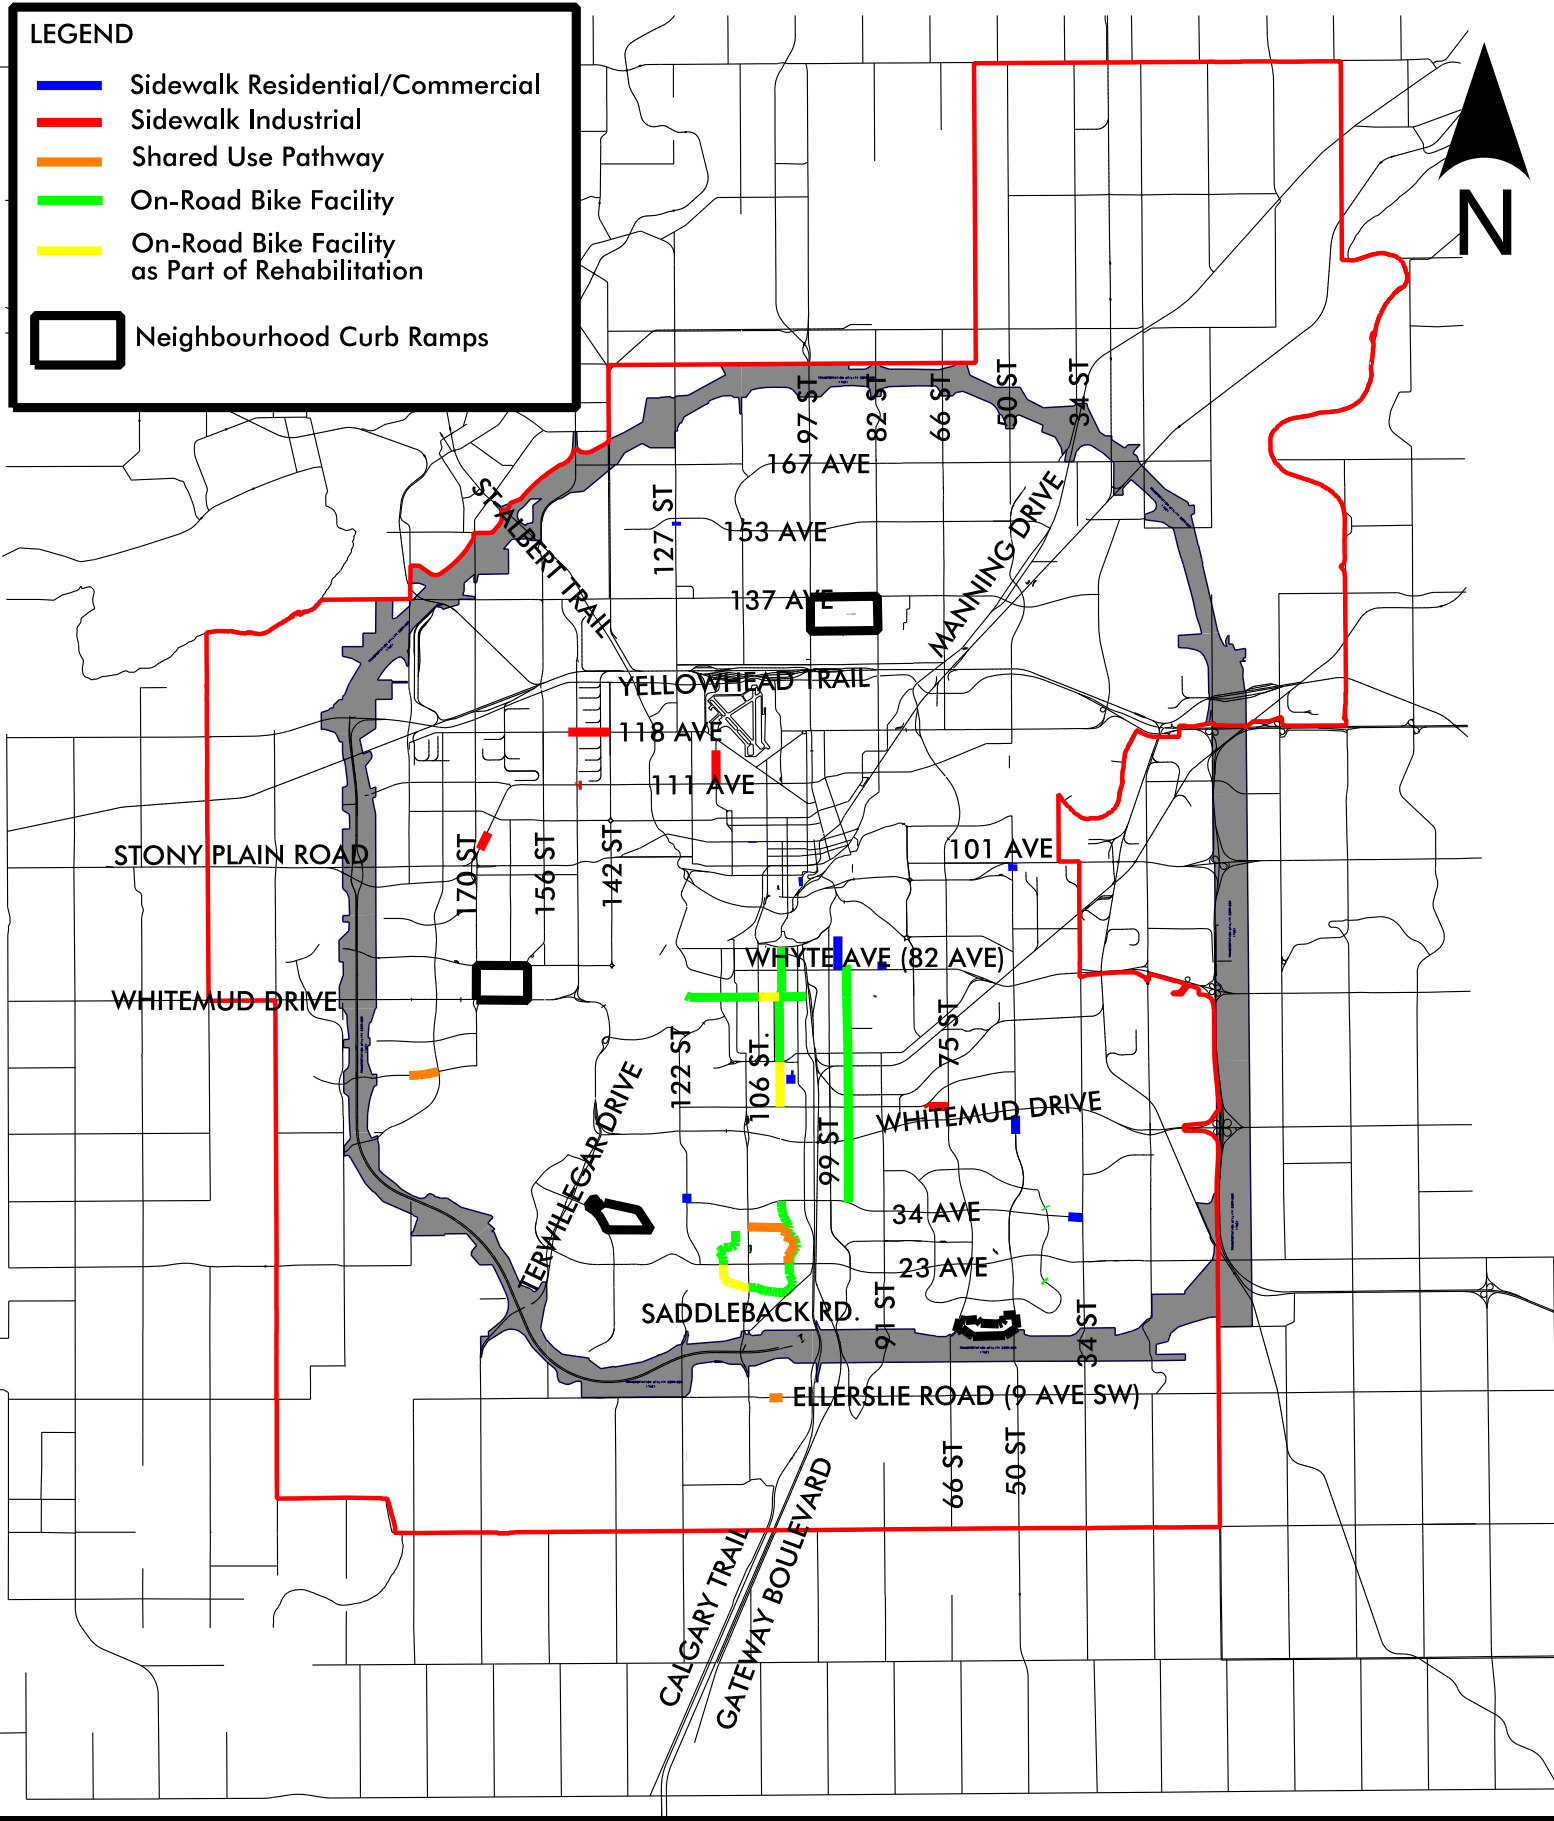 LEGEND
Sidewalk Residential/Commercial
Sidewalk Industrial
Shared Use Pathway
On-Road Bike Facility
On-Road Bike Facility
as Part of Rehabilitation
Neighbourhood Curb Ramps
N
97 ST
82 ST
66 ST
50 ST
34 ST
167 AVE
ST ALBERT TRAIL
127 ST
153 AVE
MANNING DRIVE
137 AVE
YELLOWHEAD TRAIL
118 AVE
111 AVE
STONY PLAIN ROAD
170 ST
156 ST
142 ST
101 AVE
WHYTE AVE (82 AVE)
WHITEMUD DRIVE
122 ST
106 ST.
75 ST
TERWILLEGAR DRIVE
99 ST
WHITEMUD DRIVE
34 AVE
23 AVE
SADDLEBACK RD.
91 ST
34 ST
ELLERSLIE ROAD (9 AVE SW)
66 ST
50 ST
CALGARY TRAIL
GATEWAY BOULEVARD